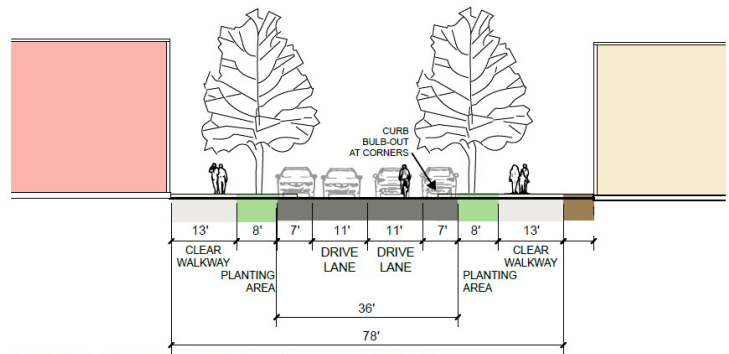 CURB
BULB-OUT
AT CORNERS
13' 8' 7' 11' 11' 7' 8' 13'
CLEAR
WALKWAY
PLANTING
AREA
DRIVE
LANE
DRIVE
LANE
PLANTING
AREA
CLEAR
WALKWAY
36'
78'